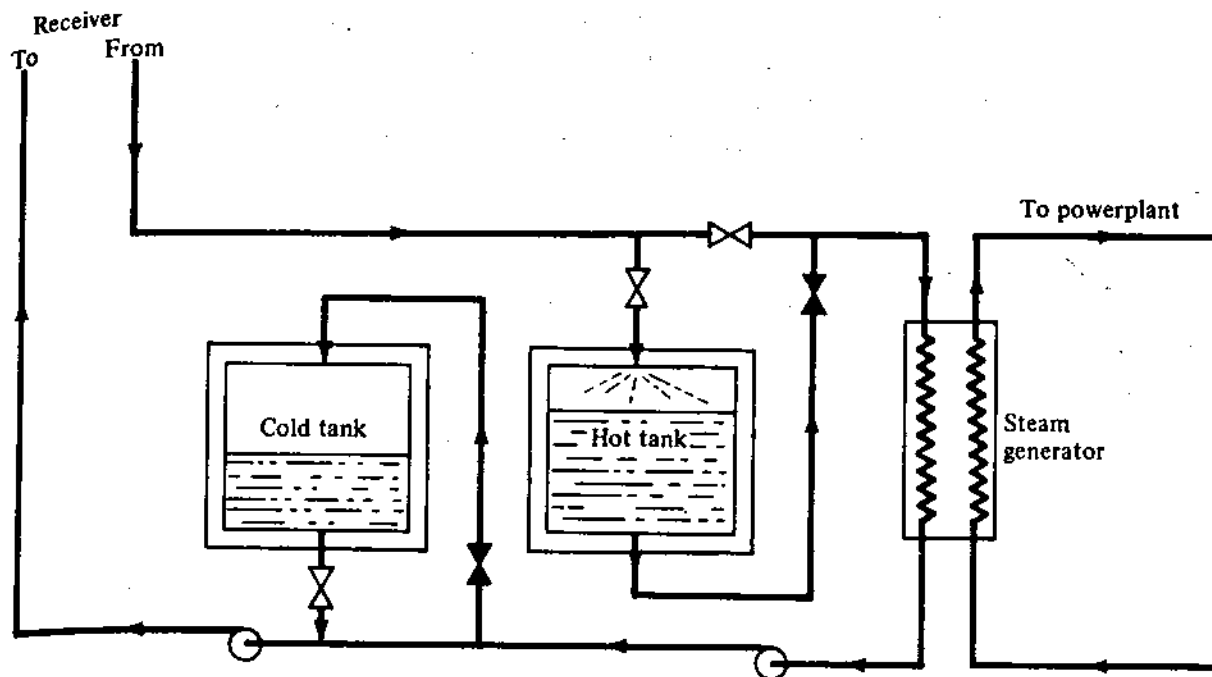 Receiver
To From
To powerplant
Cold tank
Hot tank
Steam
generator